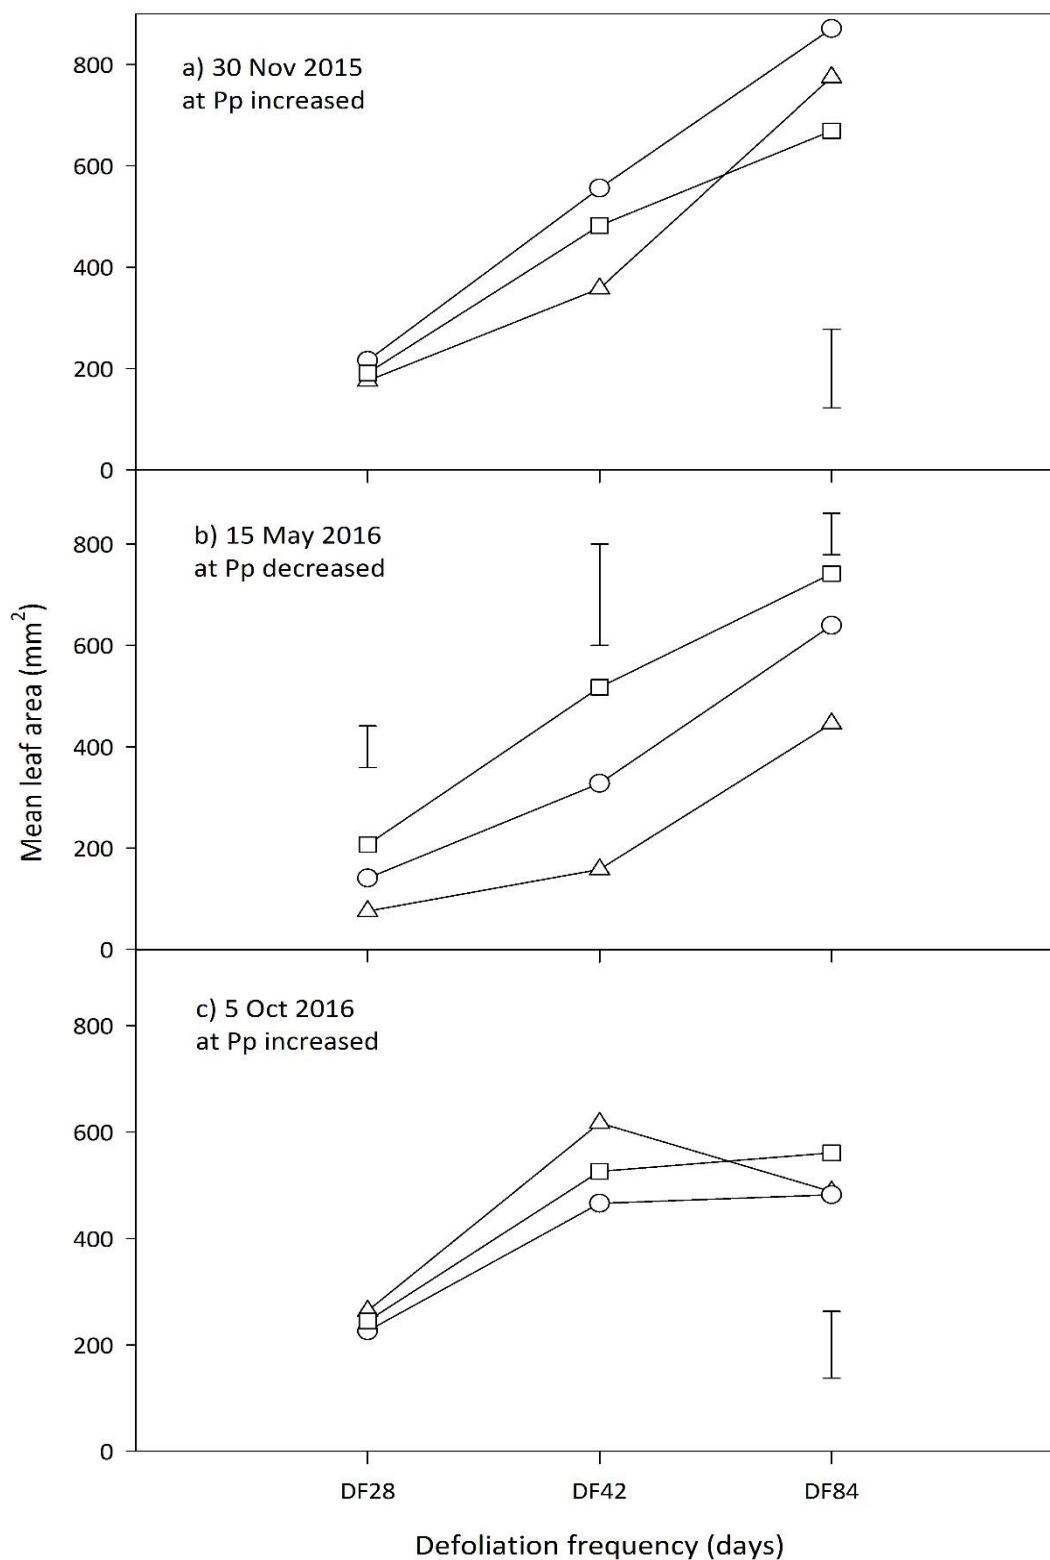 a) 30 Nov 2015
at Pp increased
800
600
400
200
0
b) 15 May 2016
at Pp decreased
800
600
400
200
0
c) 5 Oct 2016
at Pp increased
800
600
400
200
0
Mean leaf area (mm²)
DF28 DF42 DF84
Defoliation frequency (days)